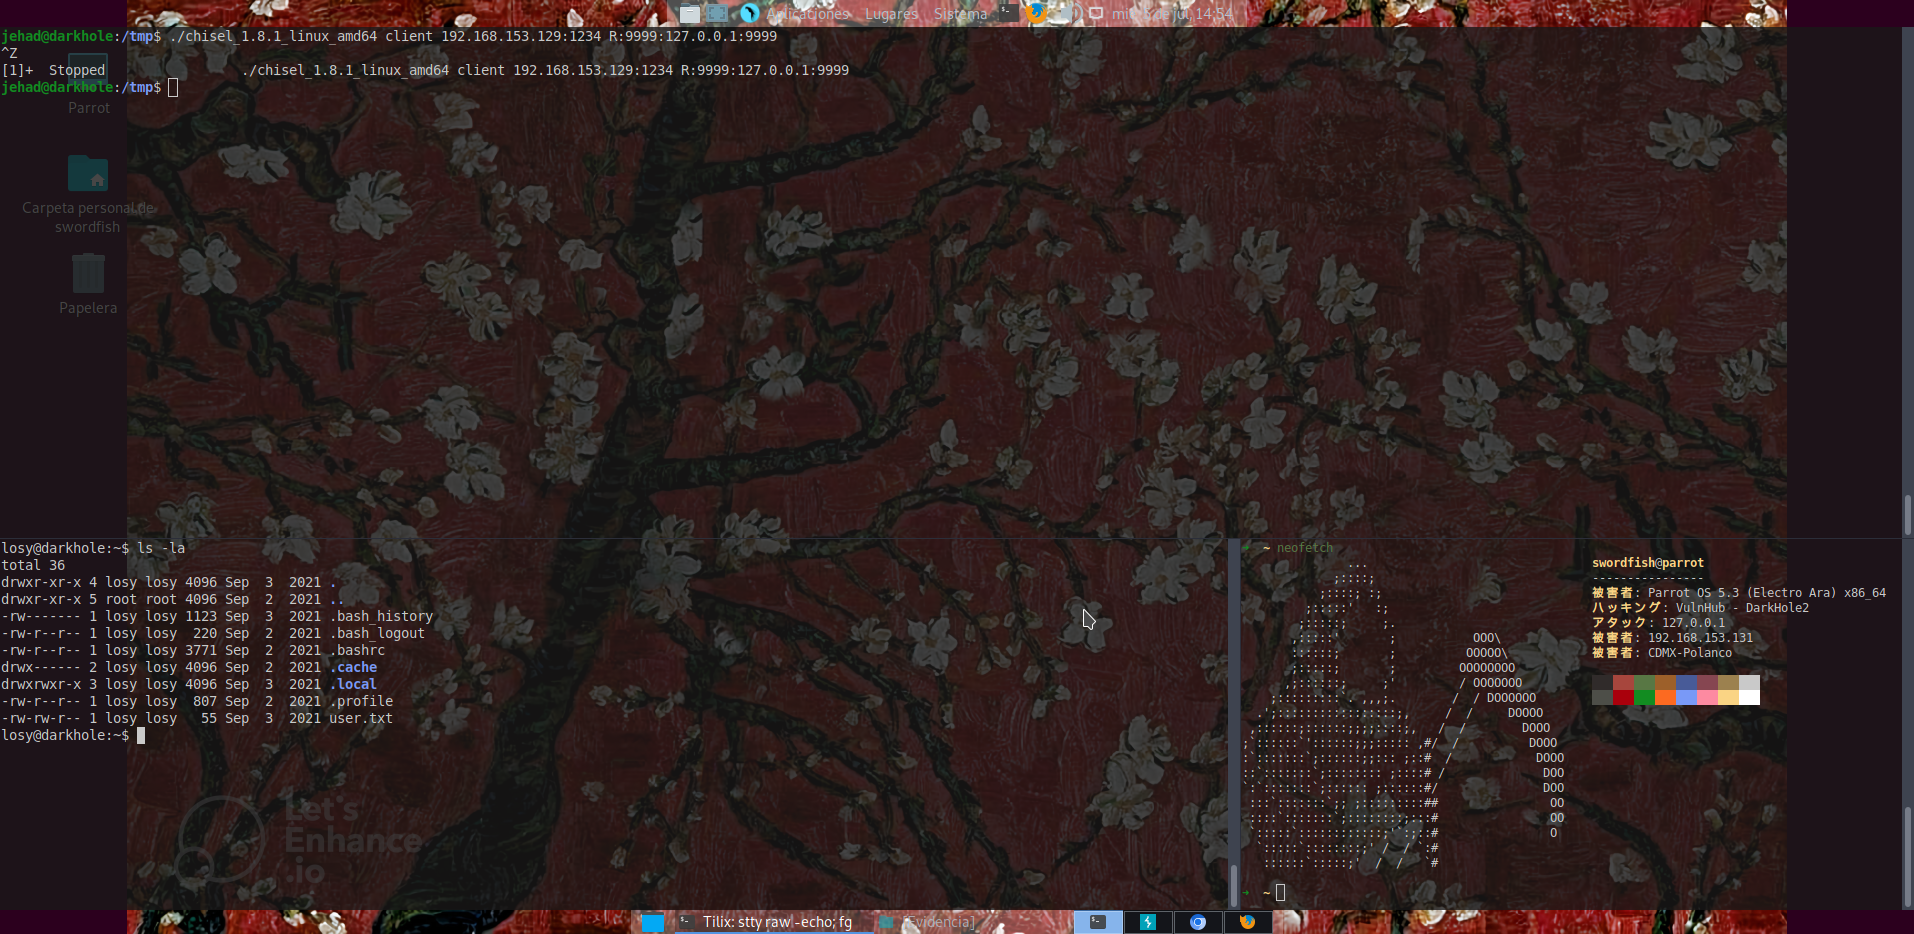 Aplicaciones Lugares Sistema mié 5 de jul, 14:54
jehad@darkhole:/tmp$ ./chisel_1.8.1_linux_amd64 client 192.168.153.129:1234 R:9999:127.0.0.1:9999
^Z
[1]+  Stopped                 ./chisel_1.8.1_linux_amd64 client 192.168.153.129:1234 R:9999:127.0.0.1:9999
jehad@darkhole:/tmp$
Parrot
Carpeta personal de
swordfish
Papelera
losy@darkhole:~$ ls -la
total 36
drwxr-xr-x 4 losy losy 4096 Sep  3  2021 .
drwxr-xr-x 5 root root 4096 Sep  2  2021 ..
-rw------- 1 losy losy 1123 Sep  3  2021 .bash_history
-rw-r--r-- 1 losy losy  220 Sep  2  2021 .bash_logout
-rw-r--r-- 1 losy losy 3771 Sep  2  2021 .bashrc
drwx------ 2 losy losy 4096 Sep  2  2021 .cache
drwxrwxr-x 3 losy losy 4096 Sep  3  2021 .local
-rw-r--r-- 1 losy losy  807 Sep  2  2021 .profile
-rw-rw-r-- 1 losy losy   55 Sep  3  2021 user.txt
losy@darkhole:~$
~ neofetch
swordfish@parrot
----------------
被害者: Parrot OS 5.3 (Electro Ara) x86_64
ハッキング: VulnHub - DarkHole2
アタック: 127.0.0.1
被害者: 192.168.153.131
被害者: CDMX-Polanco
~
Let's
Enhance
.io
Tilix: stty raw -echo; fg
[Evidencia]